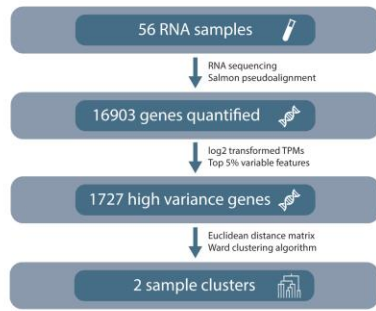 56 RNA samples
RNA sequencing
Salmon pseudoalignment
16903 genes quantified
log2 transformed TPMs
Top 5% variable features
1727 high variance genes
Euclidean distance matrix
Ward clustering algorithm
2 sample clusters